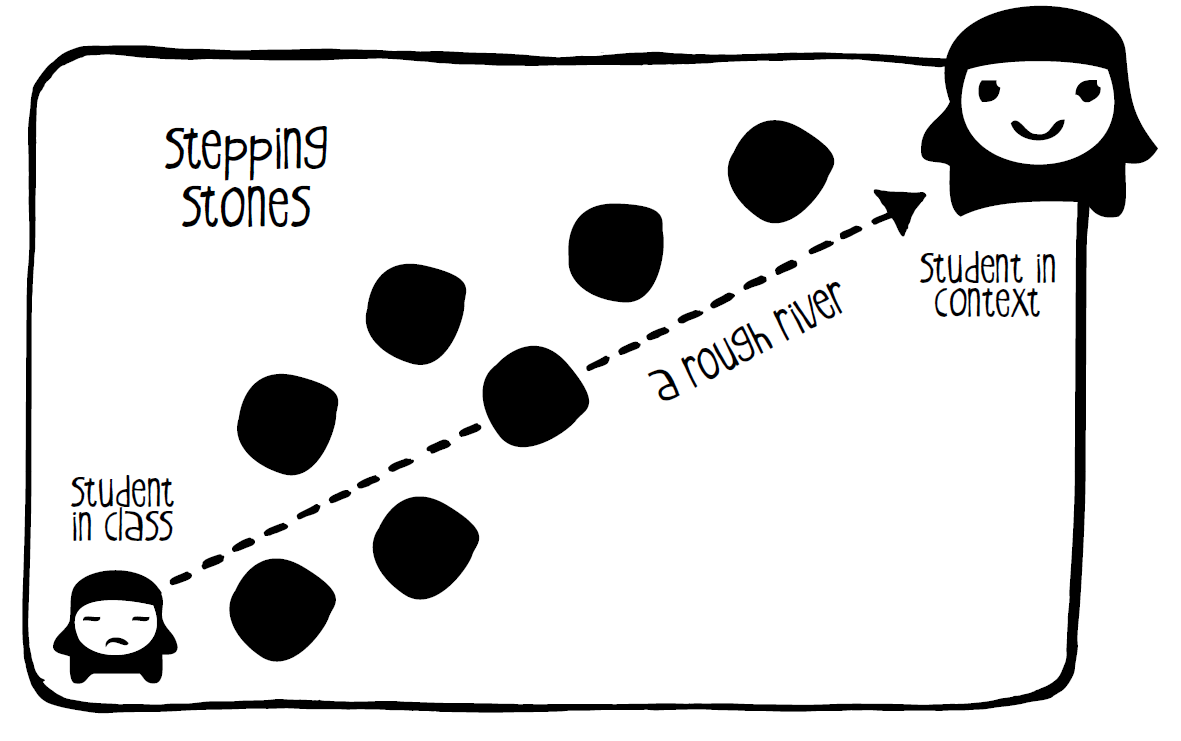 Stepping
Stones
Student in
context
a rough river
Student
in class